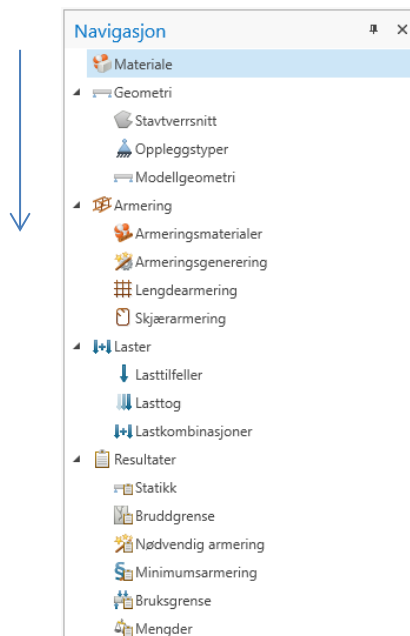 Navigasjon
Materiale
Geometri
Stavtverrsnitt
Oppleggstyper
Modellgeometri
Armering
Armeringsmaterialer
Armeringsgenerering
Lengdearmering
Skjærarmering
Laster
Lasttilfeller
Lasttog
Lastkombinasjoner
Resultater
Statikk
Bruddgrense
Nødvendig armering
Minimumsarmering
Bruksgrense
Mengder